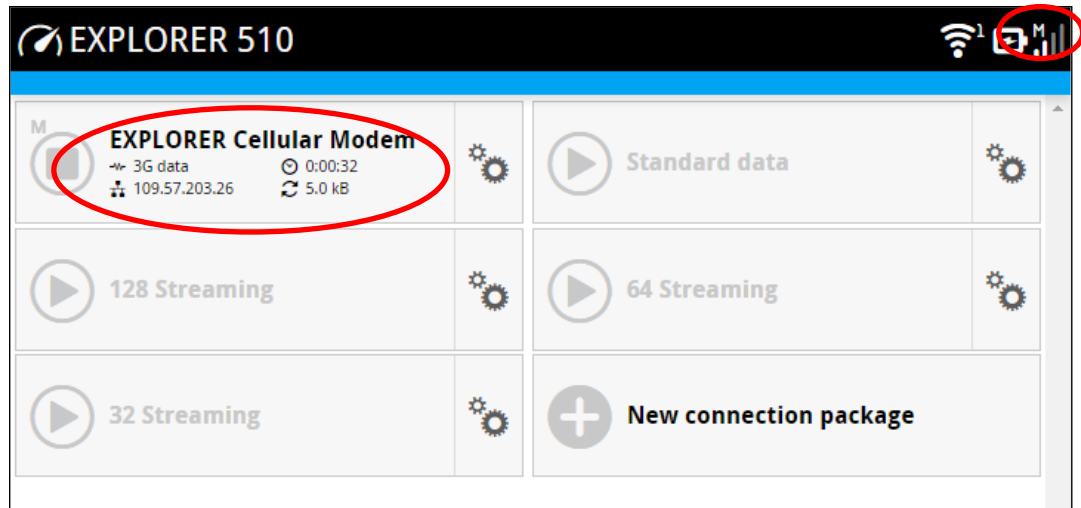 EXPLORER 510
1
M
M
EXPLORER Cellular Modem
3G data 0:00:32
109.57.203.26 5.0 kB
Standard data
128 Streaming
64 Streaming
32 Streaming
New connection package